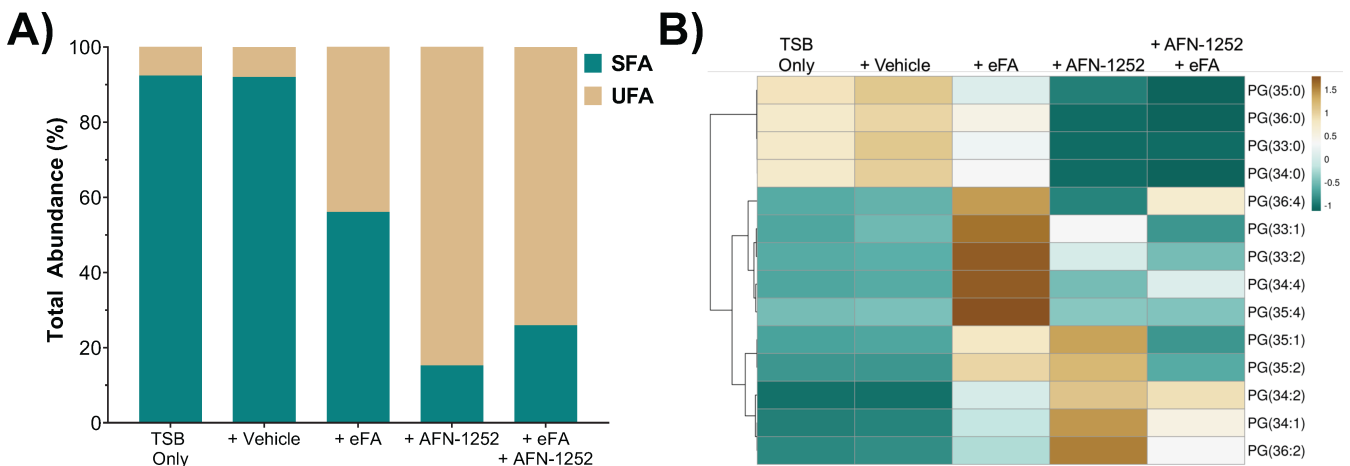 A)
Total Abundance (%)
100
80
60
40
20
0
TSB
Only
+ Vehicle
+ eFA
+ AFN-1252
+ eFA
+ AFN-1252
SFA
UFA
B)
TSB
Only
+ Vehicle
+ eFA
+ AFN-1252
+ AFN-1252
+ eFA
PG(35:0)
PG(36:0)
PG(33:0)
PG(34:0)
PG(36:4)
PG(33:1)
PG(33:2)
PG(34:4)
PG(35:4)
PG(35:1)
PG(35:2)
PG(34:2)
PG(34:1)
PG(36:2)
1.5
1
0.5
0
-0.5
-1